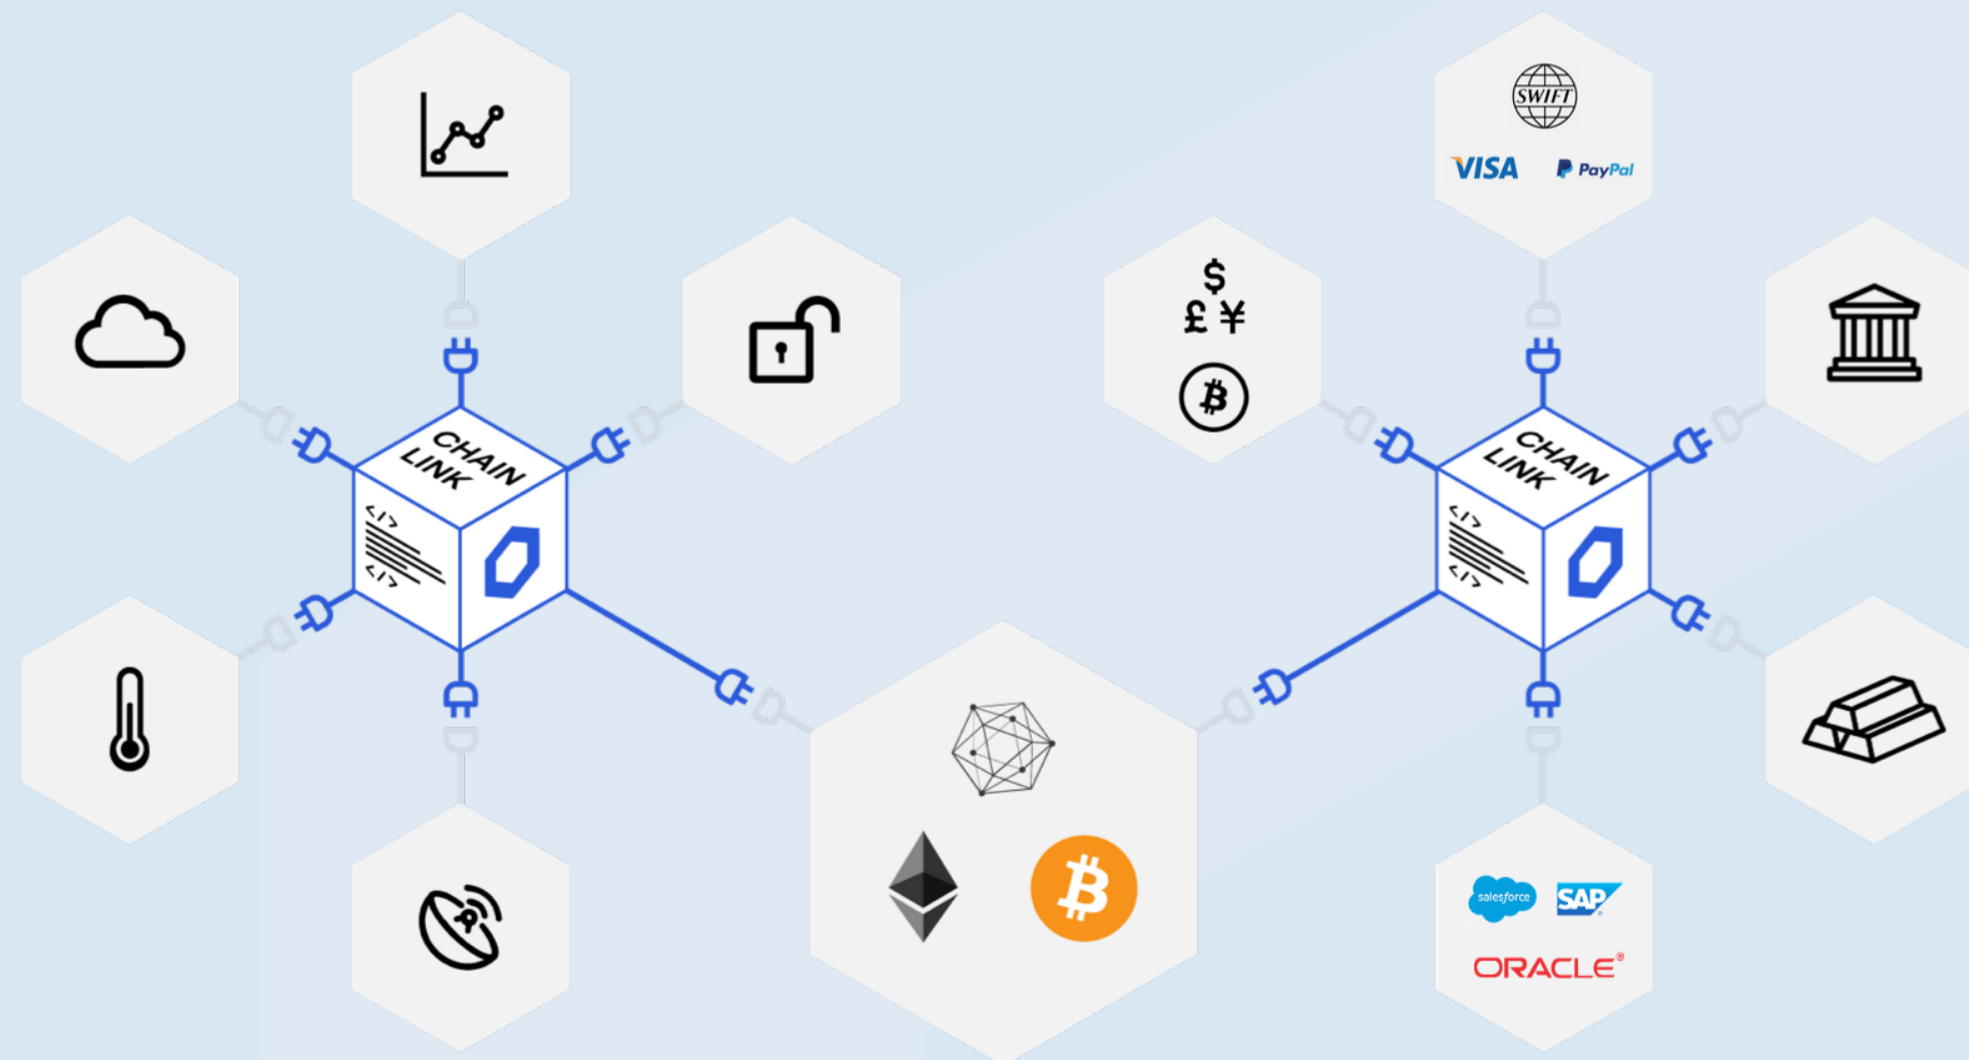 SWIFT
VISA PayPal
$
£ ¥
₿
CHAIN
LINK
</>
</>
CHAIN
LINK
</>
</>
₿
salesforce SAP®
ORACLE®